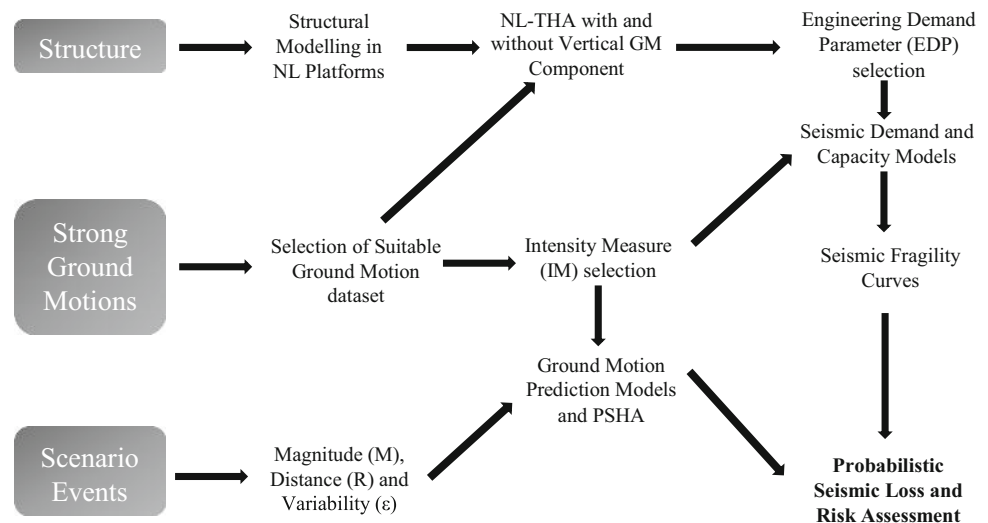 Structure
Structural
Modelling in
NL Platforms
NL-THA with and
without Vertical GM
Component
Engineering Demand
Parameter (EDP)
selection
Seismic Demand and
Capacity Models
Strong
Ground
Motions
Selection of Suitable
Ground Motion
dataset
Intensity Measure
(IM) selection
Seismic Fragility
Curves
Ground Motion
Prediction Models
and PSHA
Scenario
Events
Magnitude (M),
Distance (R) and
Variability (ε)
Probabilistic
Seismic Loss and
Risk Assessment